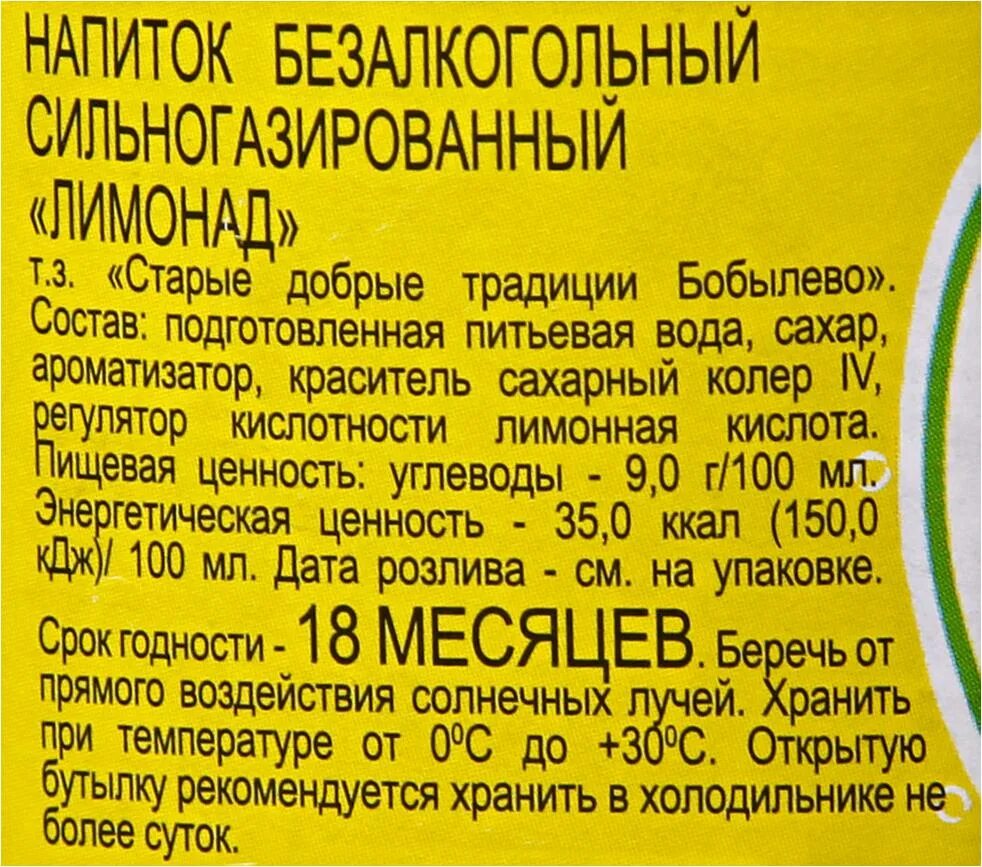 НАПИТОК БЕЗАЛКОГОЛЬНЫЙ
СИЛЬНОГАЗИРОВАННЫЙ
«ЛИМОНАД»
т.з. «Старые добрые традиции Бобылево».
Состав: подготовленная питьевая вода, сахар,
ароматизатор, краситель сахарный колер IV,
регулятор кислотности лимонная кислота.
Пищевая ценность: углеводы - 9,0 г/100 мл.
Энергетическая ценность - 35,0 ккал (150,0
кДж)/ 100 мл. Дата розлива - см. на упаковке.
Срок годности - 18 МЕСЯЦЕВ. Беречь от
прямого воздействия солнечных лучей. Хранить
при температуре от 0⁰С до +30⁰С. Открытую
бутылку рекомендуется хранить в холодильнике не
более суток.